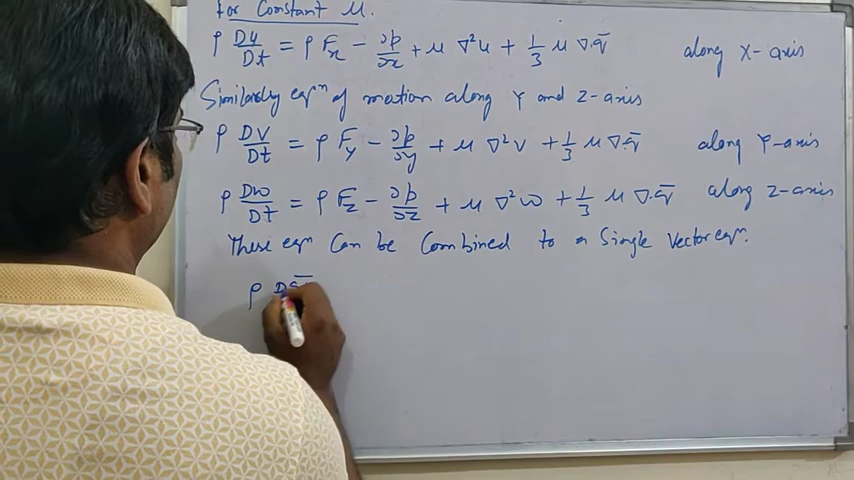 For Constant μ.
ρ Du/Dt = ρ Fx - ∂p/∂x + μ ∇²u + 1/3 μ ∇.q̄ along X-axis
Similarly eqⁿ of motion along Y and Z-axis
ρ Dv/Dt = ρ Fy - ∂p/∂y + μ ∇²v + 1/3 μ ∇.q̄ along Y-axis
ρ Dw/Dt = ρ Fz - ∂p/∂z + μ ∇²w + 1/3 μ ∇.q̄ along Z-axis
These eqⁿ Can be Combined to a Single Vector eqⁿ.
ρ Dq̄